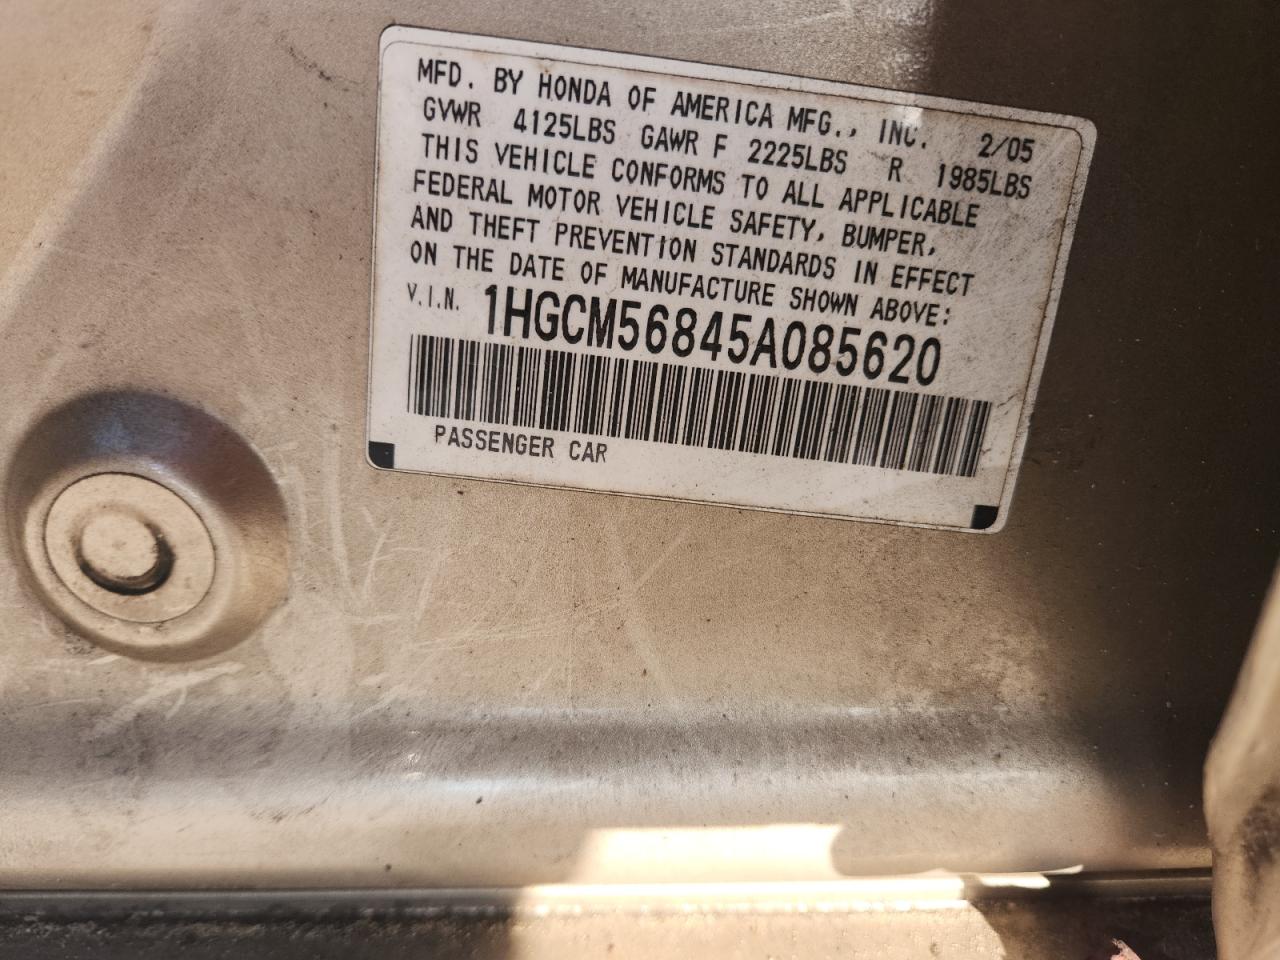 MFD. BY HONDA OF AMERICA MFG., INC. 2/05
GVWR 4125LBS GAWR F 2225LBS R 1985LBS
THIS VEHICLE CONFORMS TO ALL APPLICABLE
FEDERAL MOTOR VEHICLE SAFETY, BUMPER,
AND THEFT PREVENTION STANDARDS IN EFFECT
ON THE DATE OF MANUFACTURE SHOWN ABOVE:
V.I.N. 1HGCM56845A085620
PASSENGER CAR